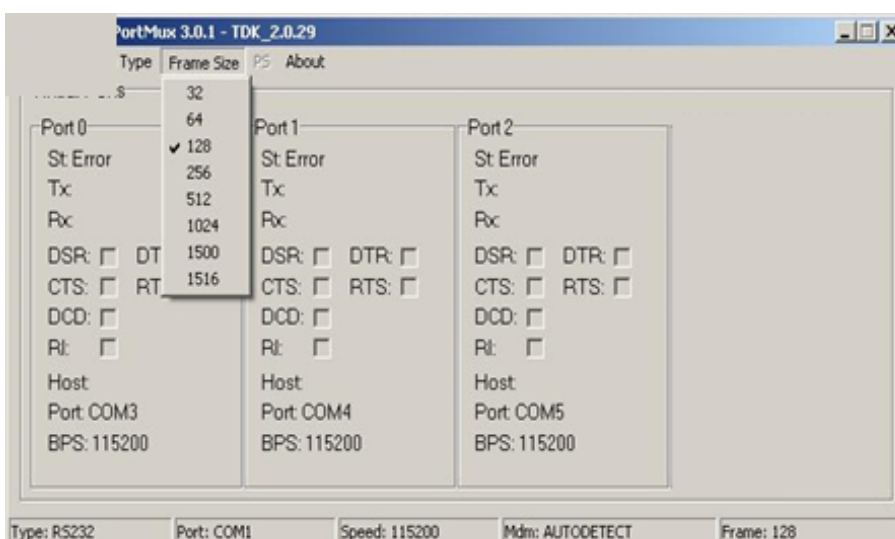 PortMux 3.0.1 - TDK_2.0.29
Type Frame Size PS About
32
64
128
256
512
1024
1500
1516
Port 0
St: Error
Tx:
Rx:
DSR: DT
CTS: RT
DCD:
RI:
Host:
Port: COM3
BPS: 115200
Port 1
St: Error
Tx:
Rx:
DSR: DTR:
CTS: RTS:
DCD:
RI:
Host:
Port: COM4
BPS: 115200
Port 2
St: Error
Tx:
Rx:
DSR: DTR:
CTS: RTS:
DCD:
RI:
Host:
Port: COM5
BPS: 115200
Type: RS232 Port: COM1 Speed: 115200 Mdm: AUTODETECT Frame: 128